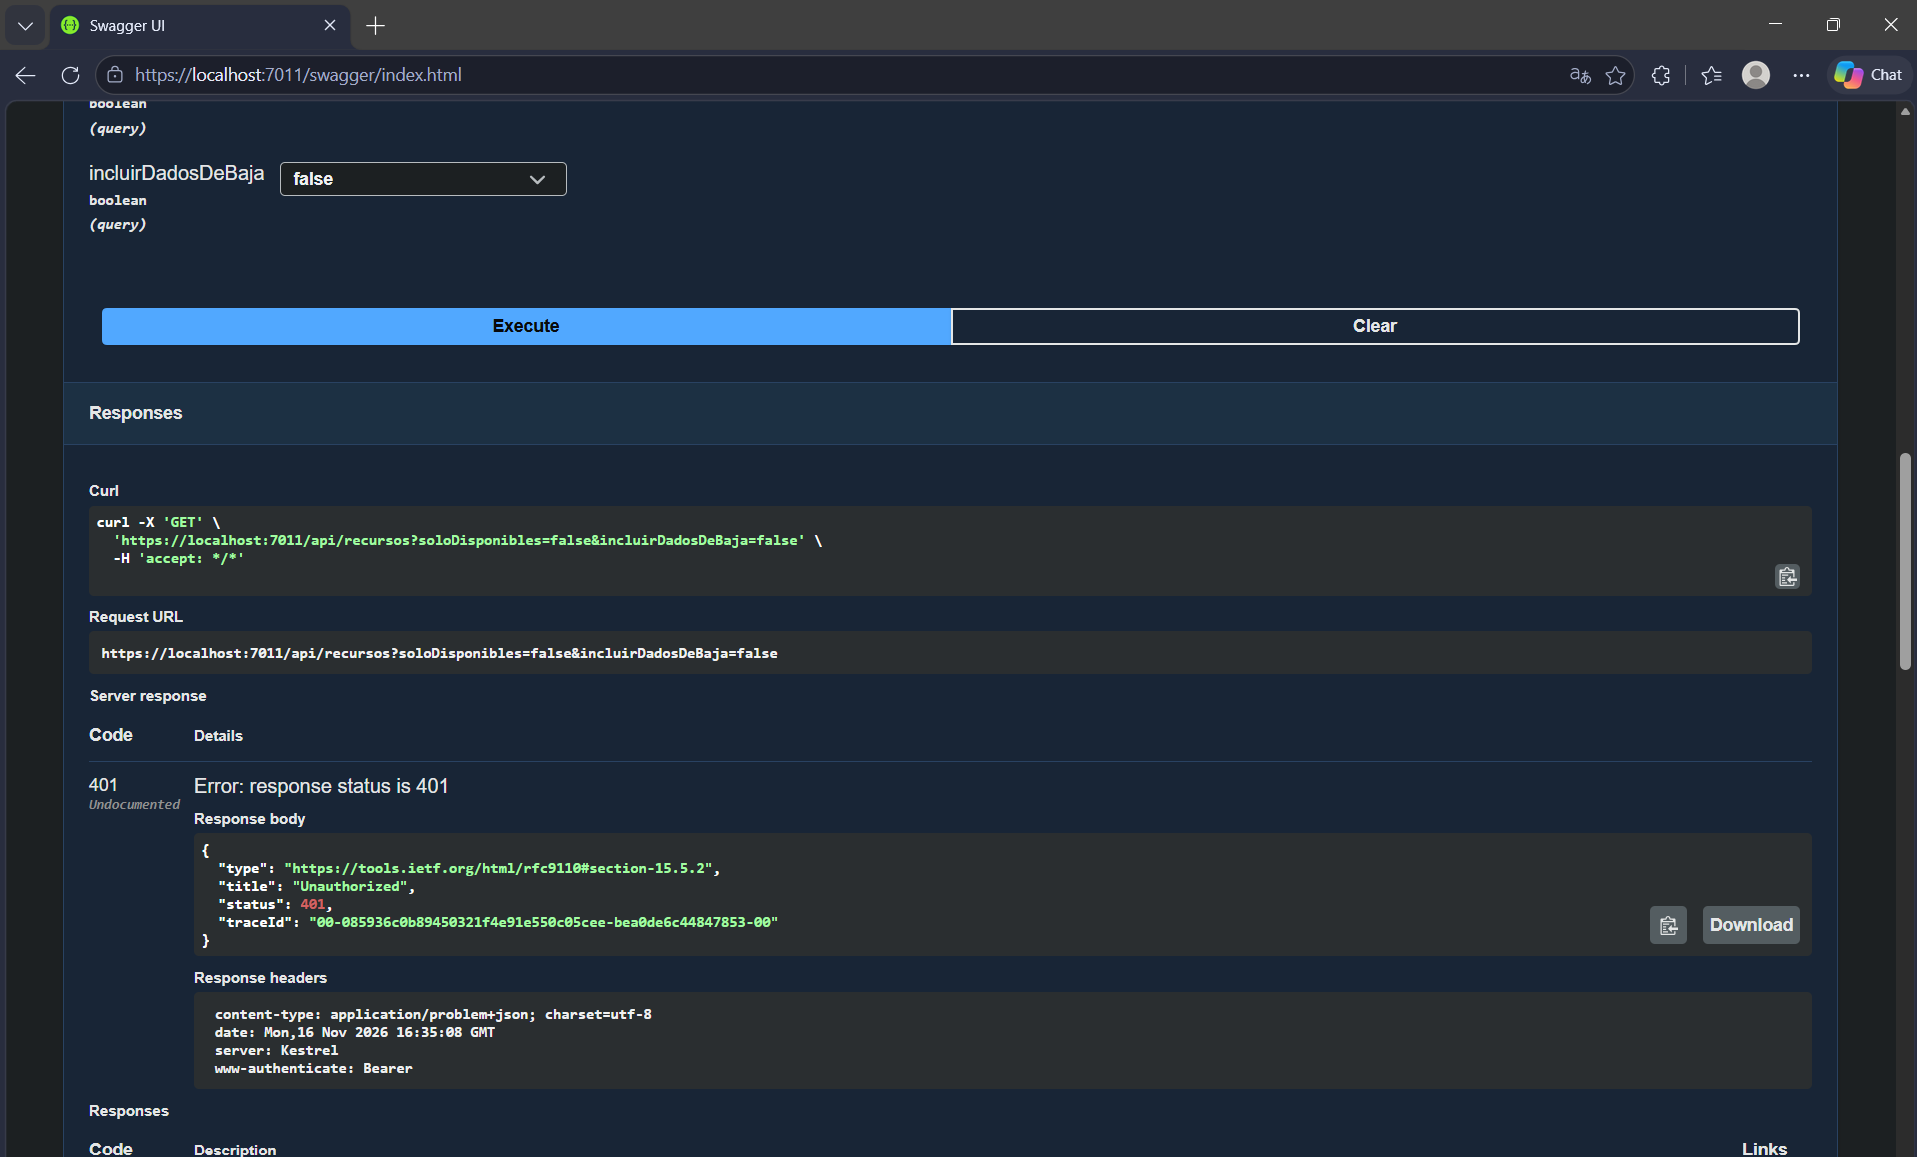 Swagger UI
https://localhost:7011/swagger/index.html
Chat
boolean
(query)
incluirDadosDeBaja
false
boolean
(query)
Execute
Clear
Responses
Curl
curl -X 'GET' \
'https://localhost:7011/api/recursos?soloDisponibles=false&incluirDadosDeBaja=false' \
-H 'accept: */*'
Request URL
https://localhost:7011/api/recursos?soloDisponibles=false&incluirDadosDeBaja=false
Server response
Code Details
401 Error: response status is 401
Undocumented
Response body
{
"type": "https://tools.ietf.org/html/rfc9110#section-15.5.2",
"title": "Unauthorized",
"status": 401,
"traceId": "00-085936c0b89450321f4e91e550c05cee-bea0de6c44847853-00"
}
Download
Response headers
content-type: application/problem+json; charset=utf-8
date: Mon,16 Nov 2026 16:35:08 GMT
server: Kestrel
www-authenticate: Bearer
Responses
Code Description Links